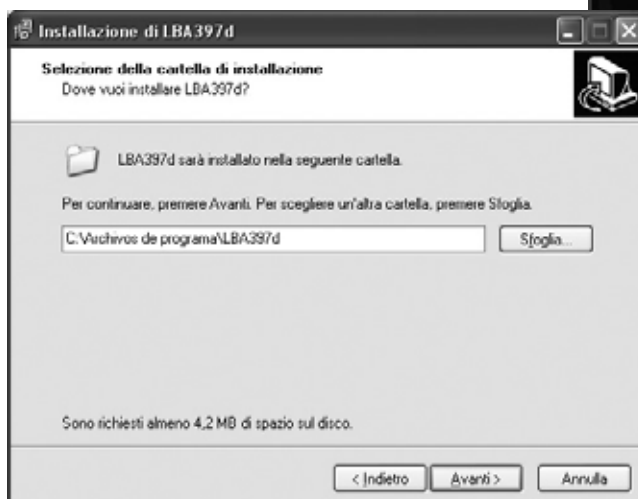 Installazione di LBA397d
Selezione della cartella di installazione
Dove vuoi installare LBA397d?
LBA397d sarà installato nella seguente cartella.
Per continuare, premere Avanti. Per scegliere un'altra cartella, premere Sfoglia.
C:\Archivos de programa\LBA397d
Sfoglia...
Sono richiesti almeno 4,2 MB di spazio sul disco.
< Indietro
Avanti >
Annulla